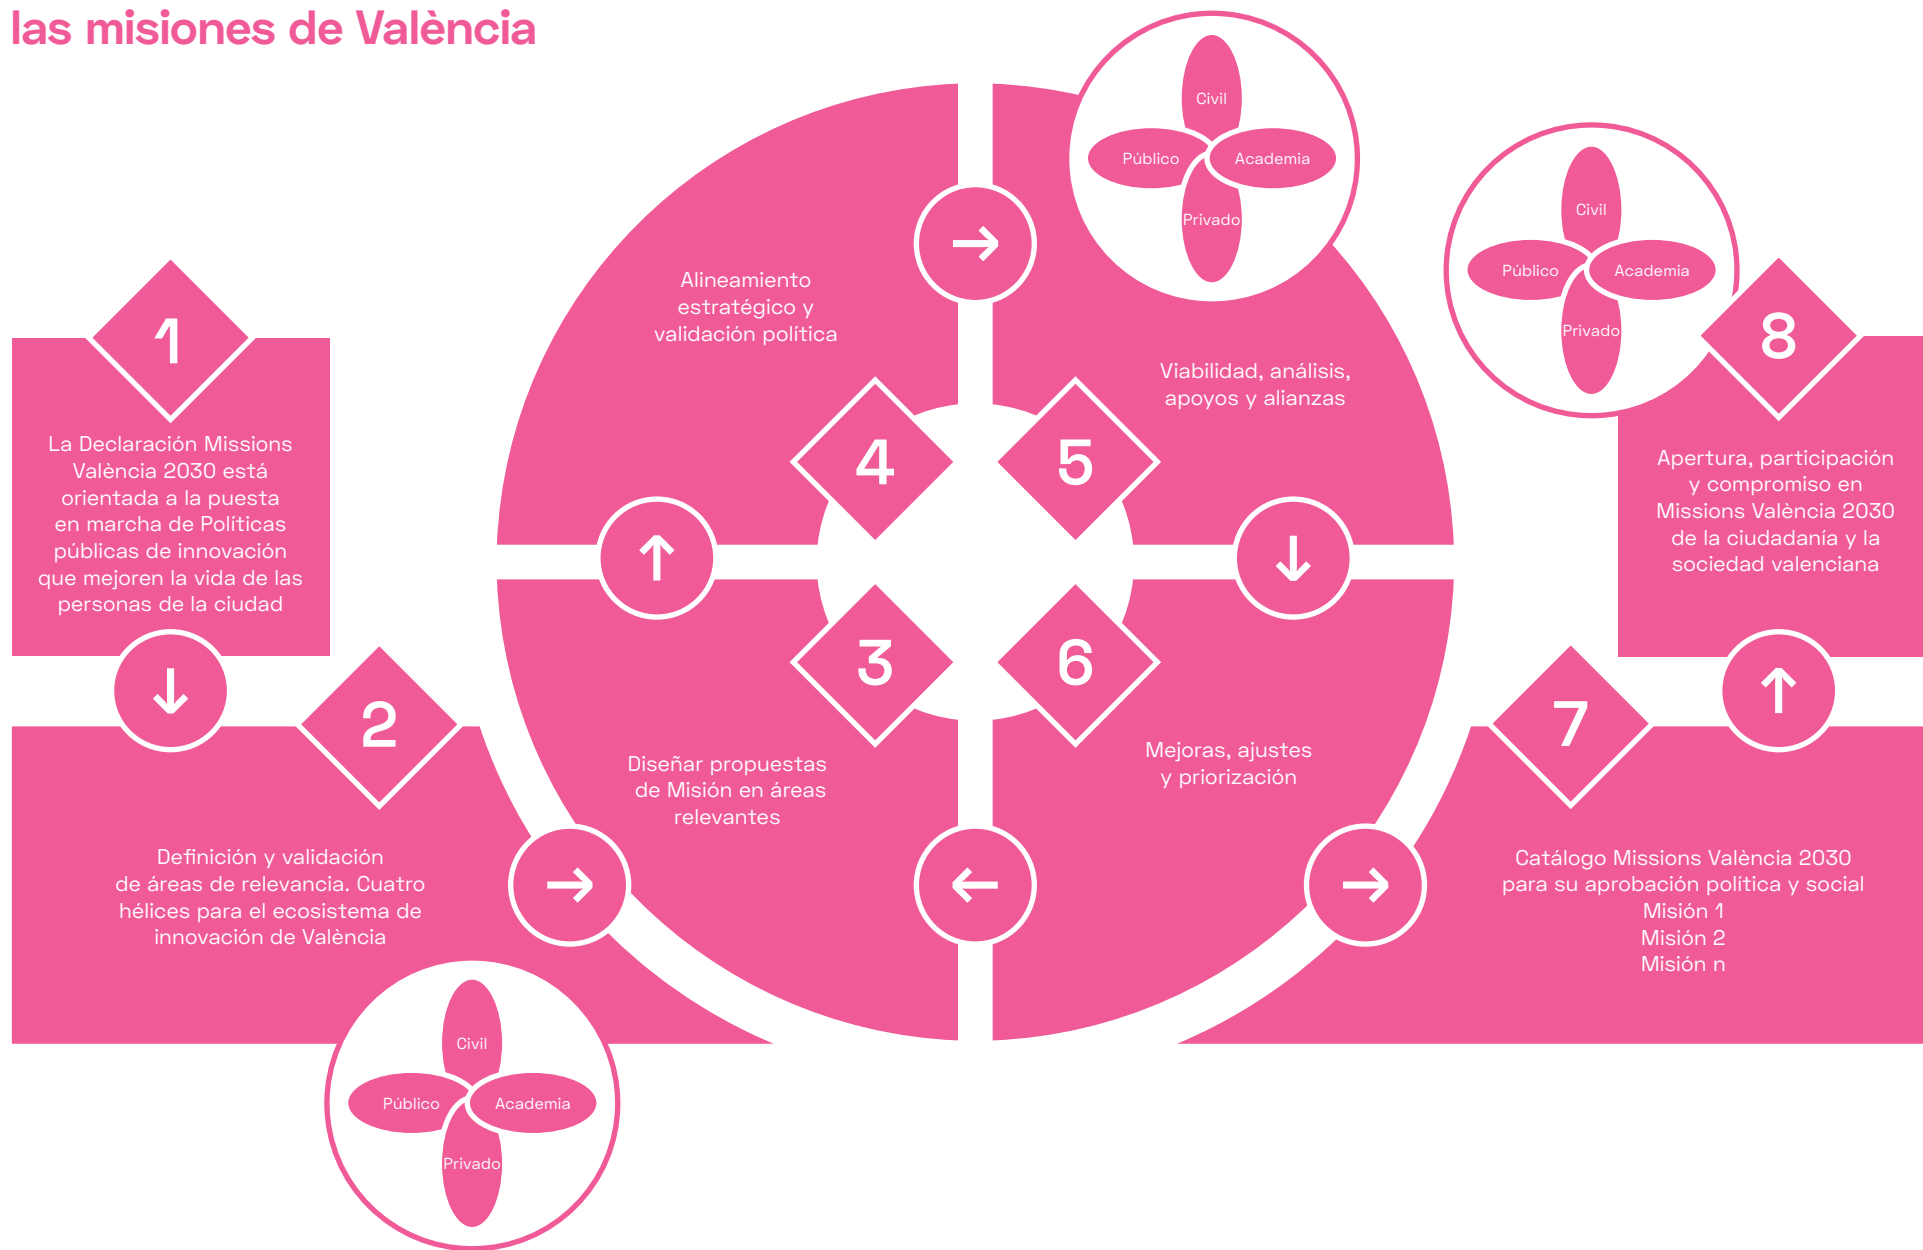 las misiones de València
1
La Declaración Missions
València 2030 está
orientada a la puesta
en marcha de Políticas
públicas de innovación
que mejoren la vida de las
personas de la ciudad
2
Definición y validación
de áreas de relevancia. Cuatro
hélices para el ecosistema de
innovación de València
Civil
Público
Academia
Privado
3
Diseñar propuestas
de Misión en áreas
relevantes
4
Alineamiento
estratégico y
validación política
5
Viabilidad, análisis,
apoyos y alianzas
Civil
Público
Academia
Privado
6
Mejoras, ajustes
y priorización
7
Catálogo Missions València 2030
para su aprobación política y social
Misión 1
Misión 2
Misión n
8
Apertura, participación
y compromiso en
Missions València 2030
de la ciudadanía y la
sociedad valenciana
Civil
Público
Academia
Privado